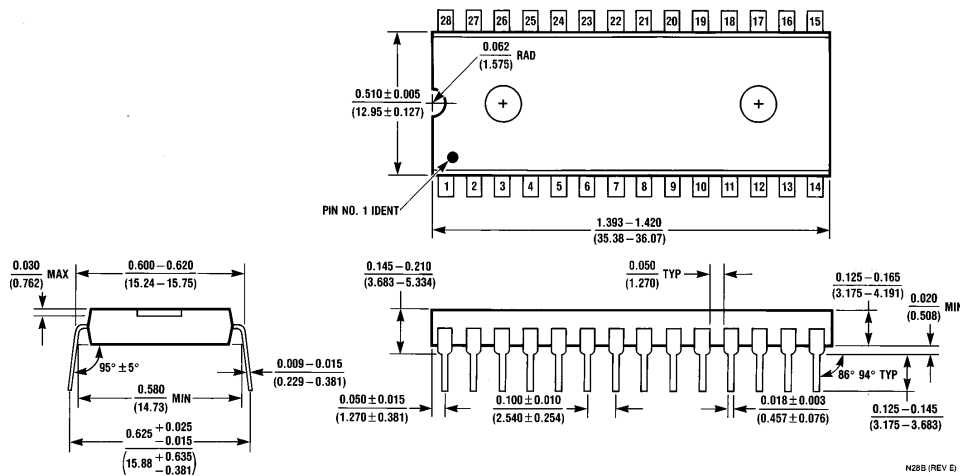 28 27 26 25 24 23 22 21 20 19 18 17 16 15
0.062
(1.575)
RAD
0.510 ± 0.005
(12.95 ± 0.127)
1 2 3 4 5 6 7 8 9 10 11 12 13 14
PIN NO. 1 IDENT
1.393 – 1.420
(35.38 – 36.07)
0.030
(0.762)
MAX
0.600 – 0.620
(15.24 – 15.75)
95° ± 5°
0.580
(14.73)
MIN
0.009 – 0.015
(0.229 – 0.381)
0.625 + 0.025
– 0.015
(15.88 + 0.635
– 0.381)
0.145 – 0.210
(3.683 – 5.334)
0.050
(1.270)
TYP
0.125 – 0.165
(3.175 – 4.191)
0.020
(0.508)
MIN
86° 94° TYP
0.050 ± 0.015
(1.270 ± 0.381)
0.100 ± 0.010
(2.540 ± 0.254)
0.018 ± 0.003
(0.457 ± 0.076)
0.125 – 0.145
(3.175 – 3.683)
N28B (REV E)